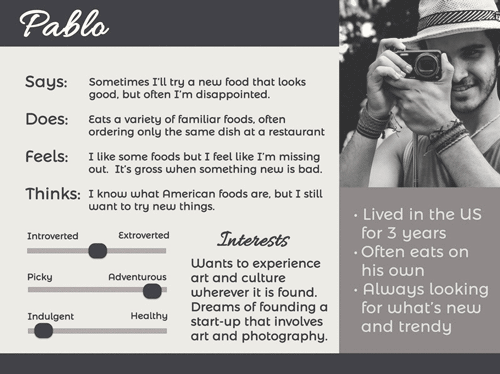 Pablo
Says:
Sometimes I'll try a new food that looks
good, but often I'm disappointed.
Does:
Eats a variety of familiar foods, often
ordering only the same dish at a restaurant
Feels:
I like some foods but I feel like I'm missing
out. It's gross when something new is bad.
Thinks:
I know what American foods are, but I still
want to try new things.
Introverted Extroverted
Picky Adventurous
Indulgent Healthy
Interests
Wants to experience
art and culture
wherever it is found.
Dreams of founding a
start-up that involves
art and photography.
• Lived in the US
for 3 years
• Often eats on
his own
• Always looking
for what's new
and trendy